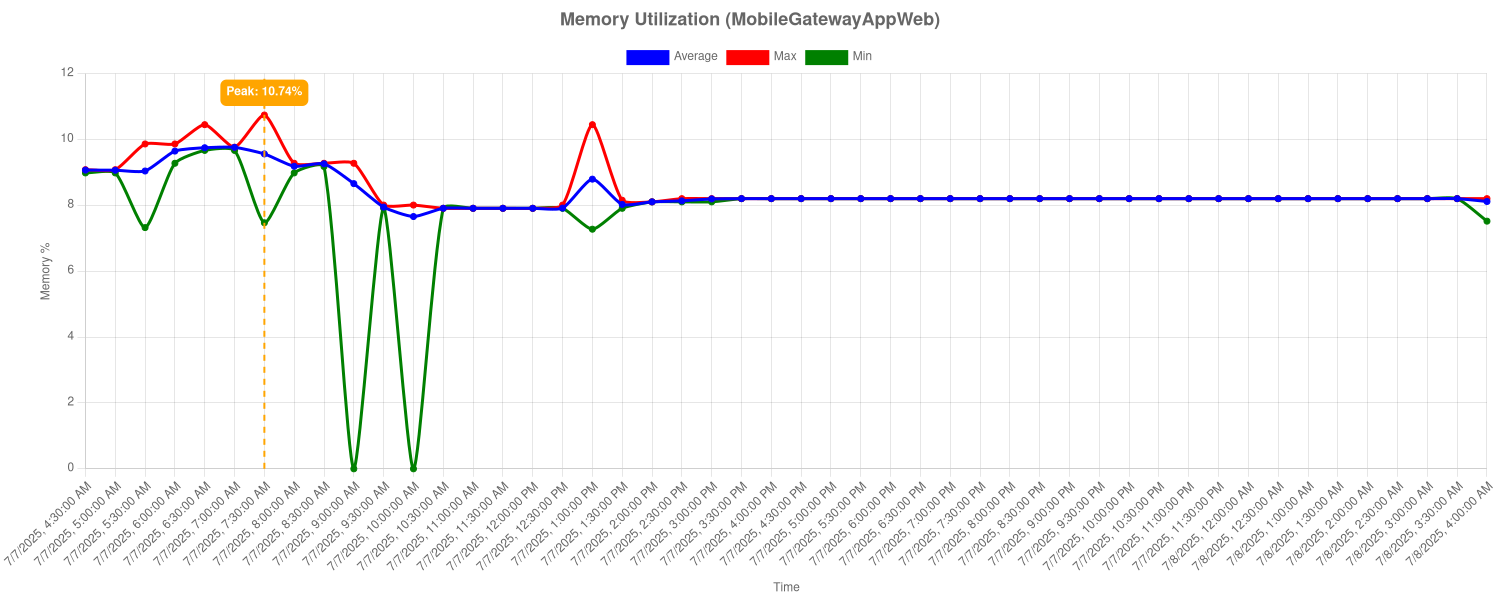 Memory Utilization (MobileGatewayAppWeb)
Average Max Min
Peak: 10.74%
12
10
8
6
4
2
0
Memory %
7/7/2025, 4:30:00 AM
7/7/2025, 5:00:00 AM
7/7/2025, 5:30:00 AM
7/7/2025, 6:00:00 AM
7/7/2025, 6:30:00 AM
7/7/2025, 7:00:00 AM
7/7/2025, 7:30:00 AM
7/7/2025, 8:00:00 AM
7/7/2025, 8:30:00 AM
7/7/2025, 9:00:00 AM
7/7/2025, 9:30:00 AM
7/7/2025, 10:00:00 AM
7/7/2025, 10:30:00 AM
7/7/2025, 11:00:00 AM
7/7/2025, 11:30:00 AM
7/7/2025, 12:00:00 PM
7/7/2025, 12:30:00 PM
7/7/2025, 1:00:00 PM
7/7/2025, 1:30:00 PM
7/7/2025, 2:00:00 PM
7/7/2025, 2:30:00 PM
7/7/2025, 3:00:00 PM
7/7/2025, 3:30:00 PM
7/7/2025, 4:00:00 PM
7/7/2025, 4:30:00 PM
7/7/2025, 5:00:00 PM
7/7/2025, 5:30:00 PM
7/7/2025, 6:00:00 PM
7/7/2025, 6:30:00 PM
7/7/2025, 7:00:00 PM
7/7/2025, 7:30:00 PM
7/7/2025, 8:00:00 PM
7/7/2025, 8:30:00 PM
7/7/2025, 9:00:00 PM
7/7/2025, 9:30:00 PM
7/7/2025, 10:00:00 PM
7/7/2025, 10:30:00 PM
7/7/2025, 11:00:00 PM
7/7/2025, 11:30:00 PM
7/8/2025, 12:00:00 AM
7/8/2025, 12:30:00 AM
7/8/2025, 1:00:00 AM
7/8/2025, 1:30:00 AM
7/8/2025, 2:00:00 AM
7/8/2025, 2:30:00 AM
7/8/2025, 3:00:00 AM
7/8/2025, 3:30:00 AM
7/8/2025, 4:00:00 AM
Time